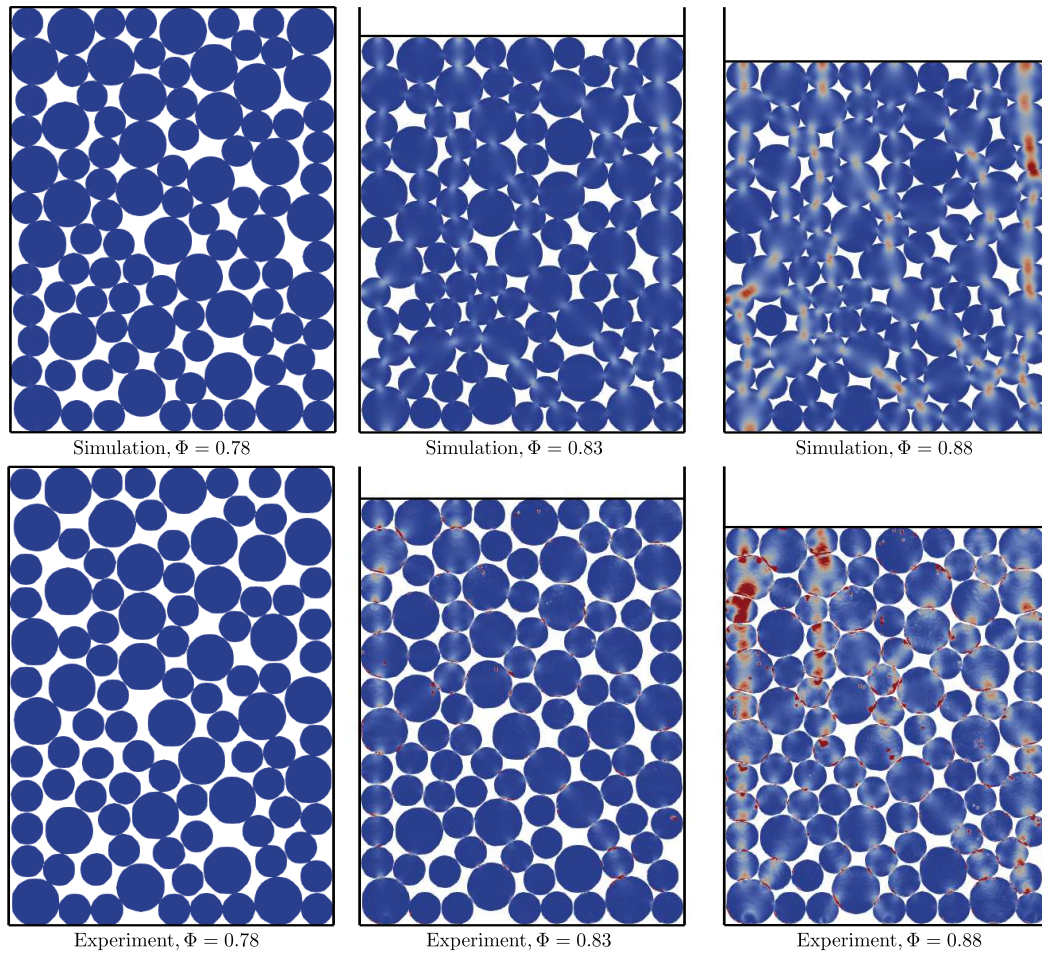 Simulation, Φ = 0.78
Simulation, Φ = 0.83
Simulation, Φ = 0.88
Experiment, Φ = 0.78
Experiment, Φ = 0.83
Experiment, Φ = 0.88